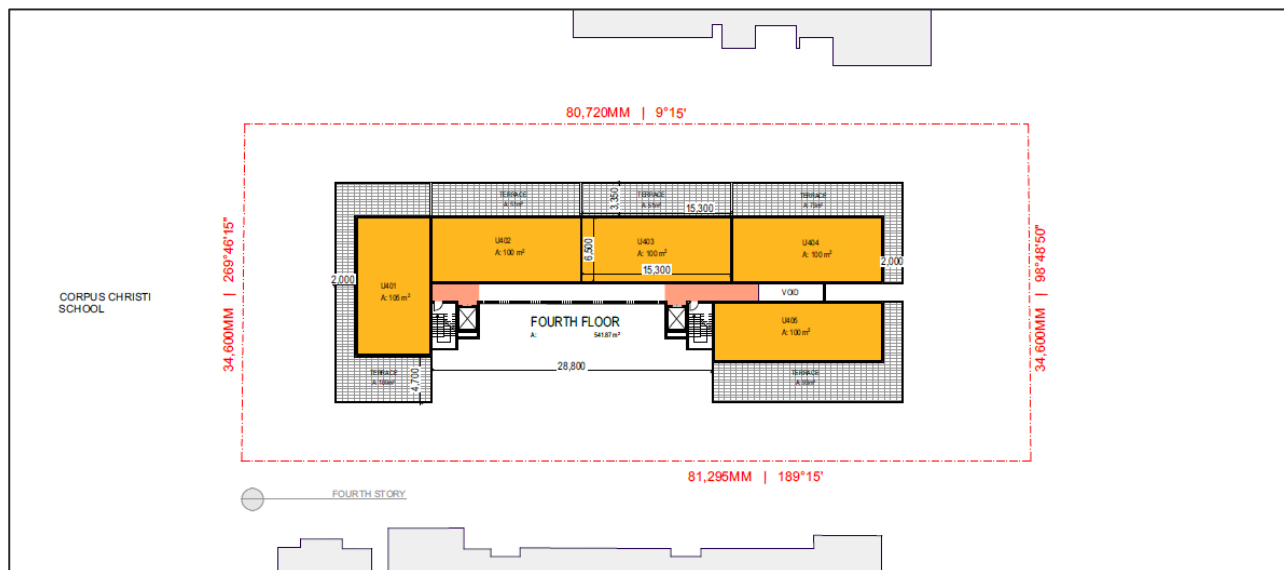 80,720MM | 9°15'
34,600MM | 269°46'15"
98°48'50" | 34,600MM
CORPUS CHRISTI
SCHOOL
TERRACE
TERRACE
TERRACE
3,350
15,300
U402
A: 100 m²
U403
A: 100 m²
U404
A: 100 m²
6,500
15,300
2,000
2,000
U401
A: 106 m²
VOID
U405
A: 100 m²
FOURTH FLOOR
A: 541.87 m²
28,800
TERRACE
4,700
TERRACE
81,295MM | 189°15'
FOURTH STORY